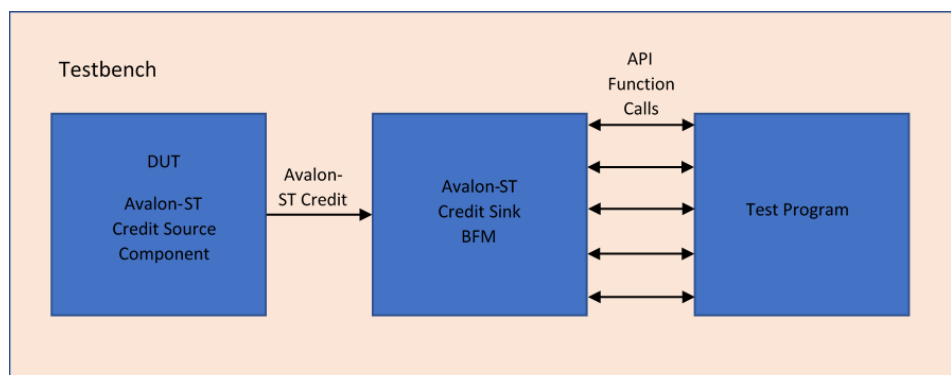 Testbench
API
Function
Calls
DUT
Avalon-ST
Credit Source
Component
Avalon-
ST Credit
Avalon-ST
Credit Sink
BFM
Test Program